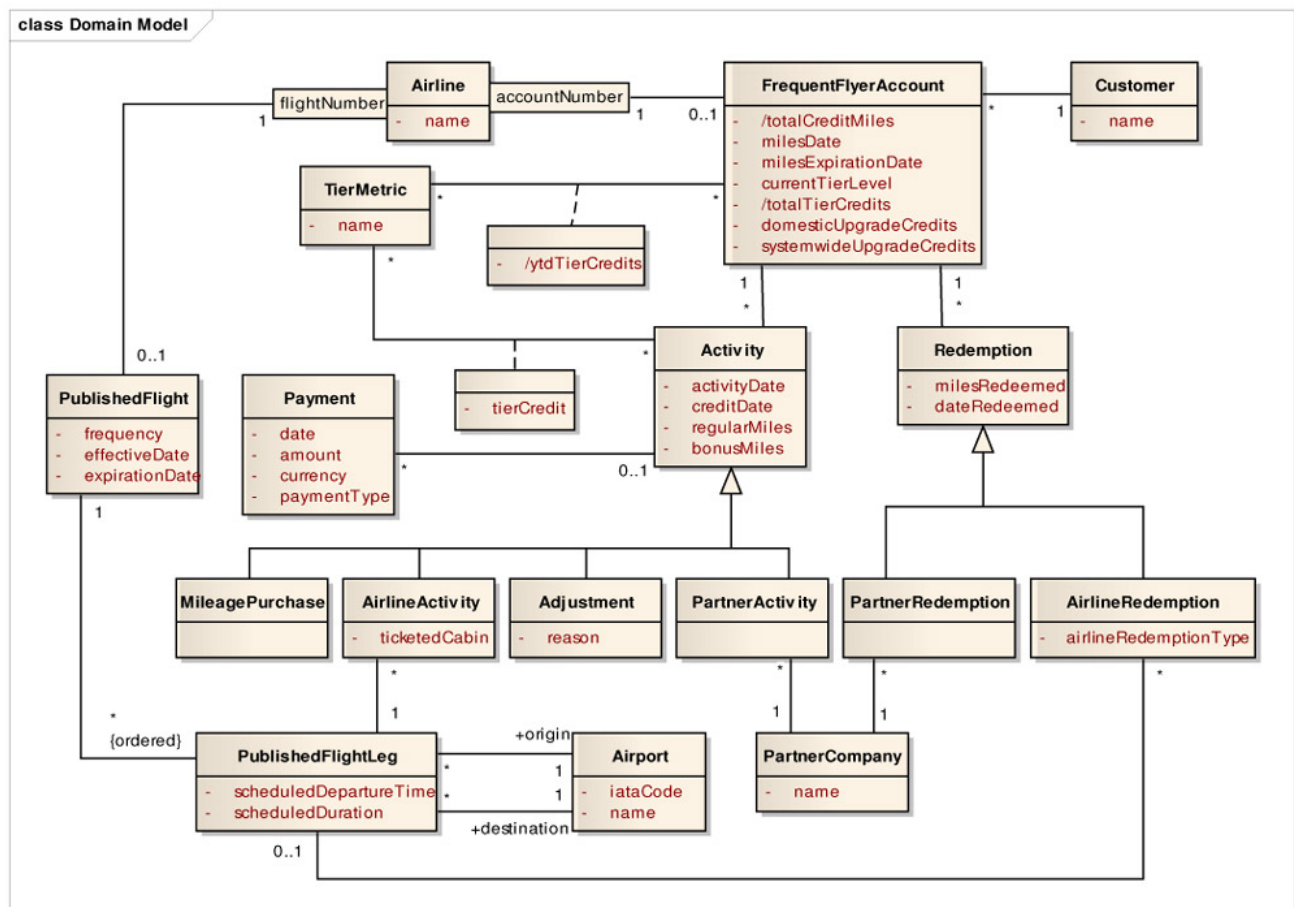 class Domain Model
Airline
- name
flightNumber
accountNumber
1
1
0..1
FrequentFlyerAccount
- /totalCreditMiles
- milesDate
- milesExpirationDate
- currentTierLevel
- /totalTierCredits
- domesticUpgradeCredits
- systemwideUpgradeCredits
*
1
Customer
- name
TierMetric
- name
*
*
- /ytdTierCredits
*
1
*
1
*
0..1
*
- tierCredit
Activity
- activityDate
- creditDate
- regularMiles
- bonusMiles
Redemption
- milesRedeemed
- dateRedeemed
PublishedFlight
- frequency
- effectiveDate
- expirationDate
Payment
- date
- amount
- currency
- paymentType
*
0..1
1
MileagePurchase
AirlineActivity
- ticketedCabin
Adjustment
- reason
PartnerActivity
PartnerRedemption
AirlineRedemption
- airlineRedemptionType
*
1
*
1
*
1
*
*
{ordered}
PublishedFlightLeg
- scheduledDepartureTime
- scheduledDuration
+origin
*
1
*
1
+destination
Airport
- iataCode
- name
PartnerCompany
- name
0..1